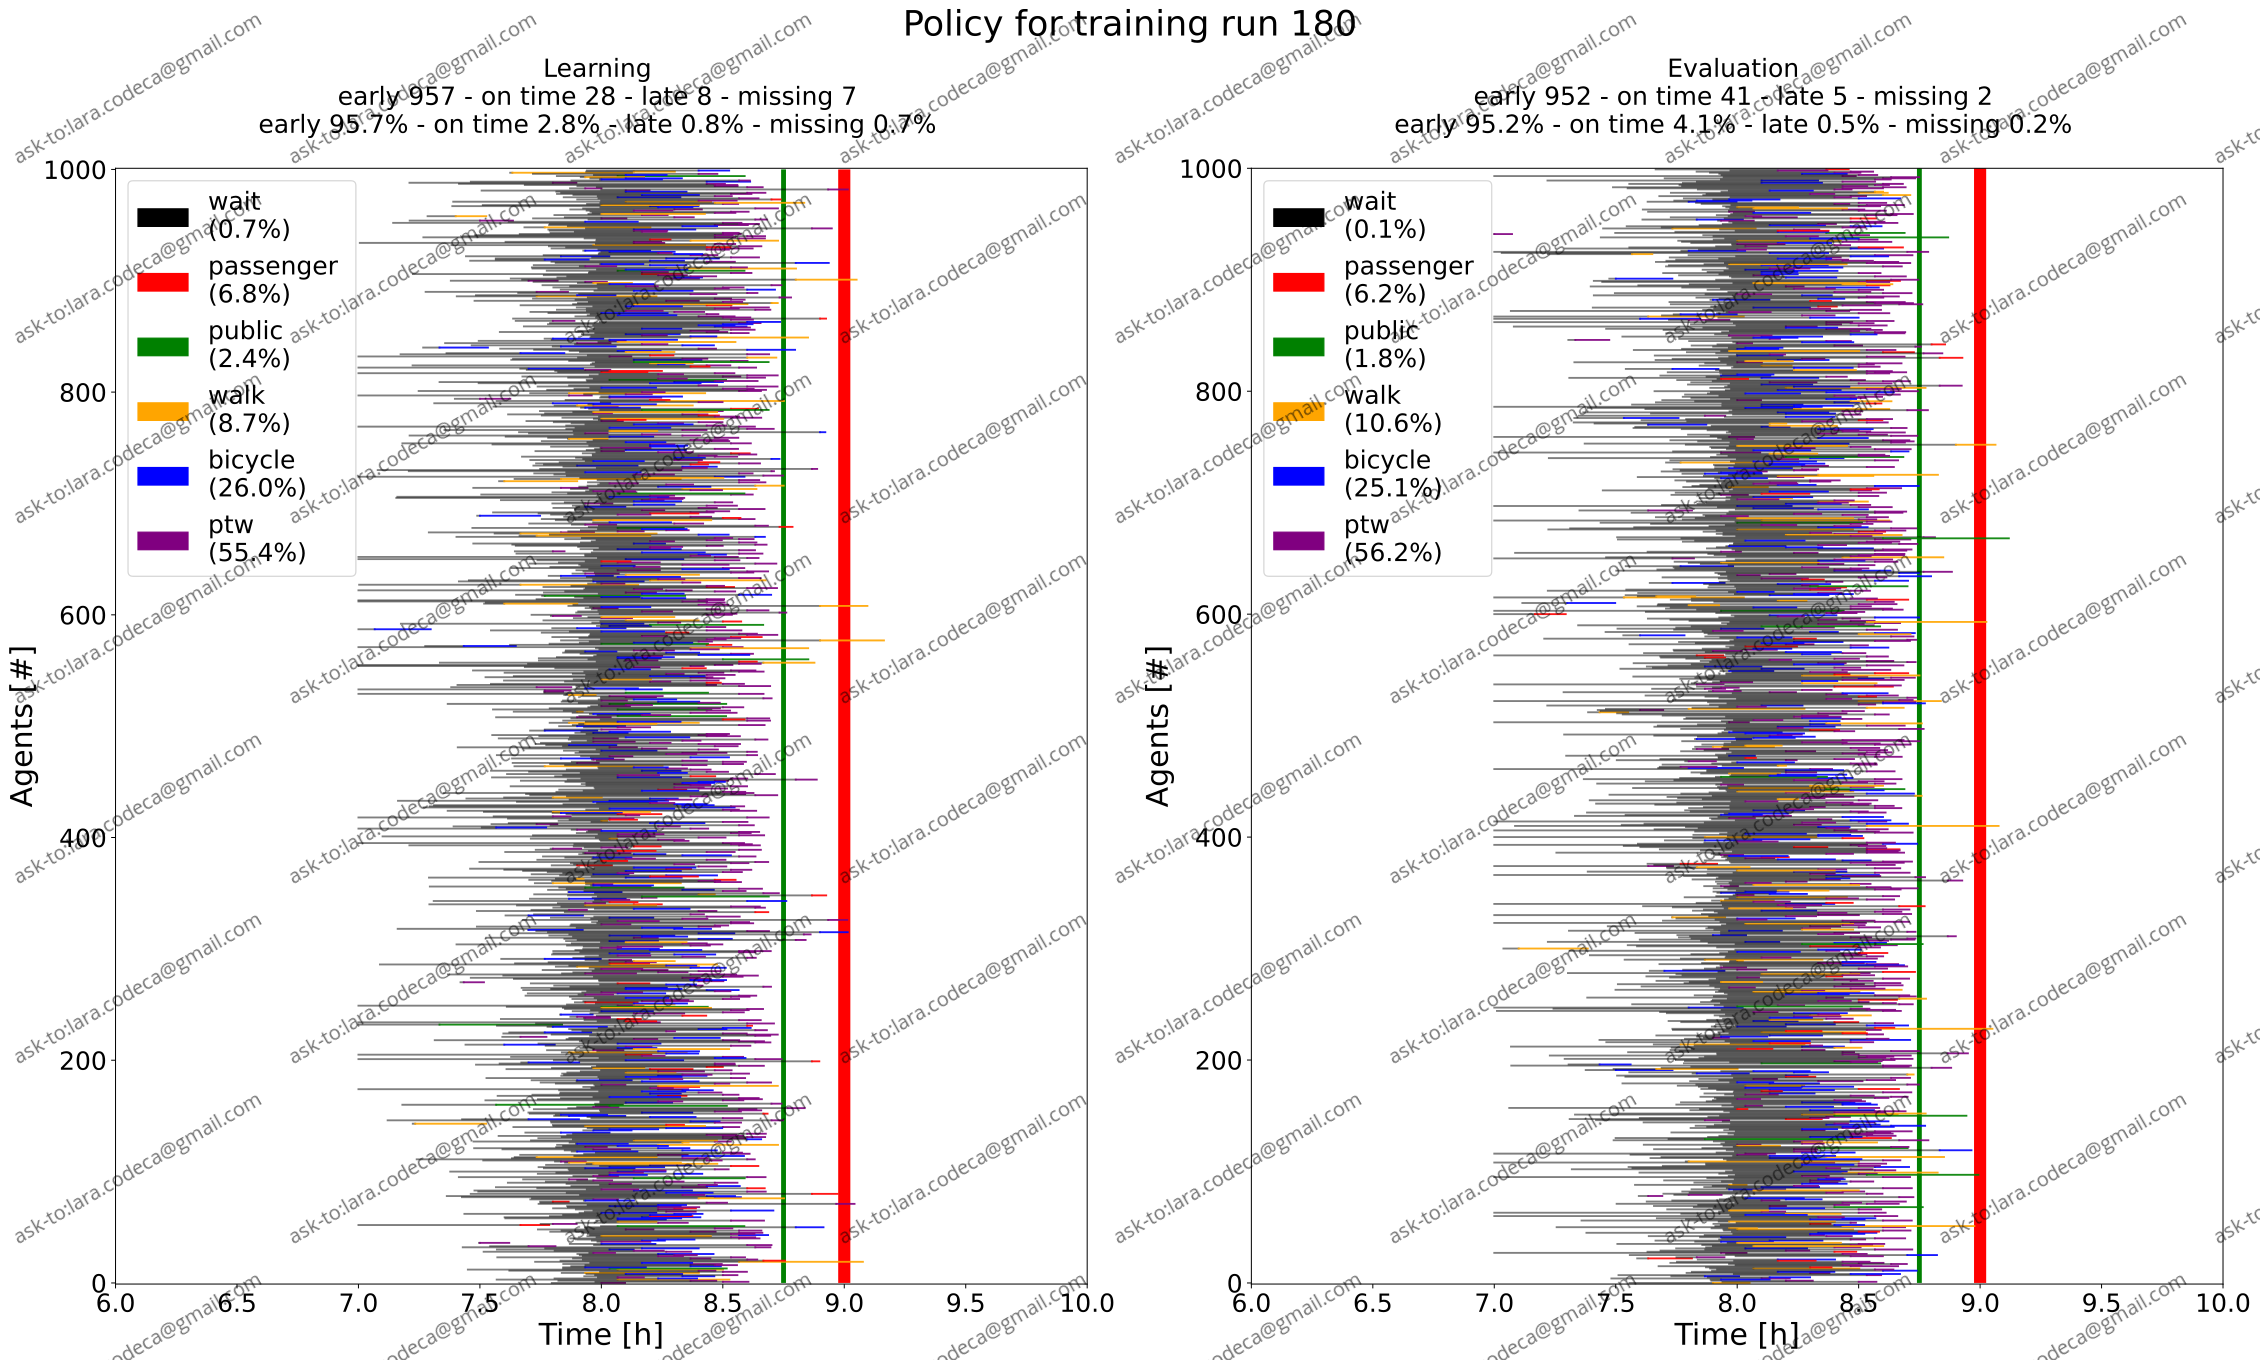 Policy for training run 180
Learning
early 957 - on time 28 - late 8 - missing 7
early 95.7% - on time 2.8% - late 0.8% - missing 0.7%
1000
800
600
400
200
0
Agents [#]
wait
(0.7%)
passenger
(6.8%)
public
(2.4%)
walk
(8.7%)
bicycle
(26.0%)
ptw
(55.4%)
6.0 6.5 7.0 7.5 8.0 8.5 9.0 9.5 10.0
Time [h]
Evaluation
early 952 - on time 41 - late 5 - missing 2
early 95.2% - on time 4.1% - late 0.5% - missing 0.2%
1000
800
600
400
200
0
Agents [#]
wait
(0.1%)
passenger
(6.2%)
public
(1.8%)
walk
(10.6%)
bicycle
(25.1%)
ptw
(56.2%)
6.0 6.5 7.0 7.5 8.0 8.5 9.0 9.5 10.0
Time [h]
ask-to:lara.codeca@gmail.com